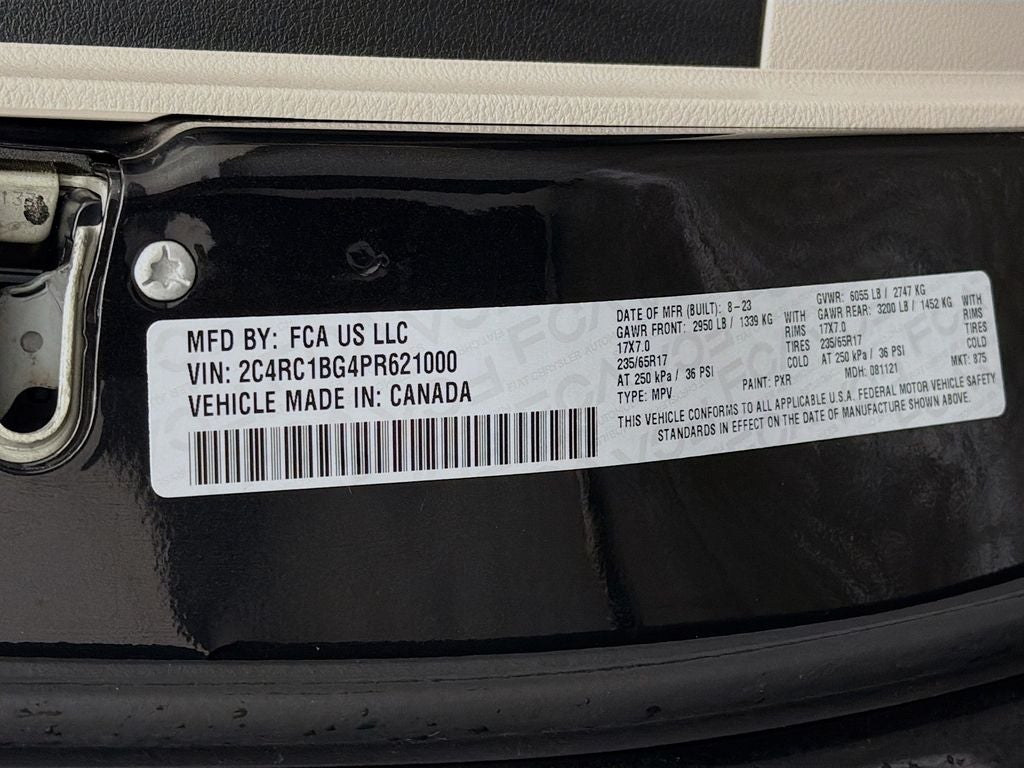 MFD BY: FCA US LLC
VIN: 2C4RC1BG4PR621000
VEHICLE MADE IN: CANADA
DATE OF MFR (BUILT): 8-23 GVWR: 6055 LB / 2747 KG
GAWR FRONT: 2950 LB / 1339 KG WITH GAWR REAR: 3200 LB / 1452 KG WITH
17X7.0 RIMS 17X7.0 RIMS
235/65R17 TIRES 235/65R17 TIRES
AT 250 kPa / 36 PSI COLD AT 250 kPa / 36 PSI COLD
TYPE: MPV PAINT: PXR MDH: 081121 MKT: 875
THIS VEHICLE CONFORMS TO ALL APPLICABLE U.S.A. FEDERAL MOTOR VEHICLE SAFETY
STANDARDS IN EFFECT ON THE DATE OF MANUFACTURE SHOWN ABOVE.